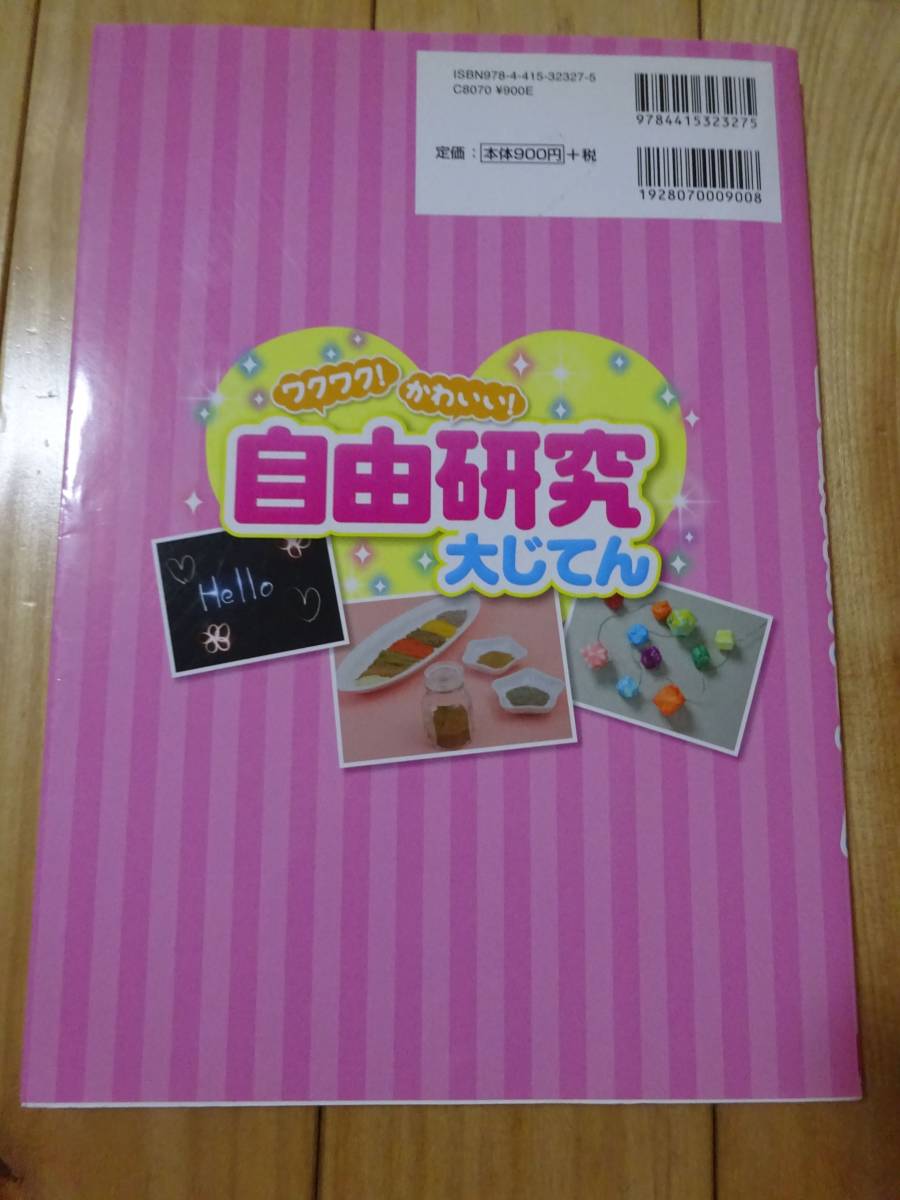 ISBN978-4-415-32327-5
C8070 ¥900E
9784415323275
定価：本体900円+税
1928070009008
ワクワク! かわいい!
自由研究
大じてん
Hello